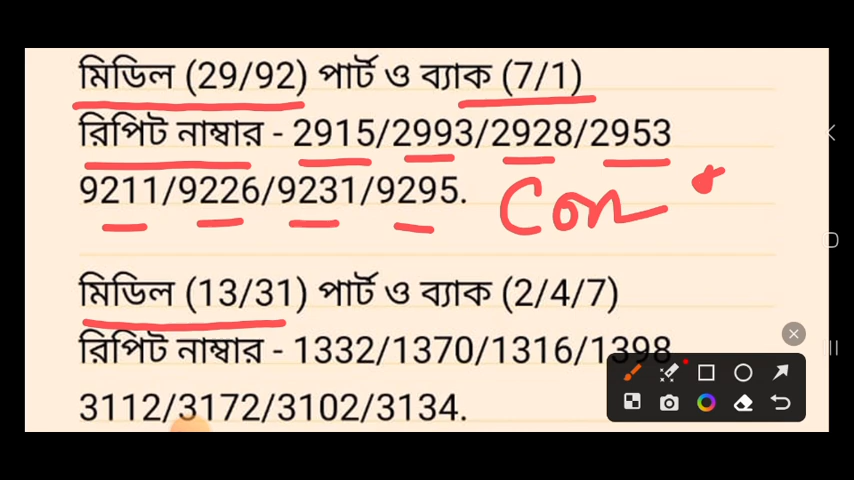 মিডিল (29/92) পার্ট ও ব্যাক (7/1)
রিপিট নাম্বার - 2915/2993/2928/2953
9211/9226/9231/9295.
Con
মিডিল (13/31) পার্ট ও ব্যাক (2/4/7)
রিপিট নাম্বার - 1332/1370/1316/1398
3112/3172/3102/3134.